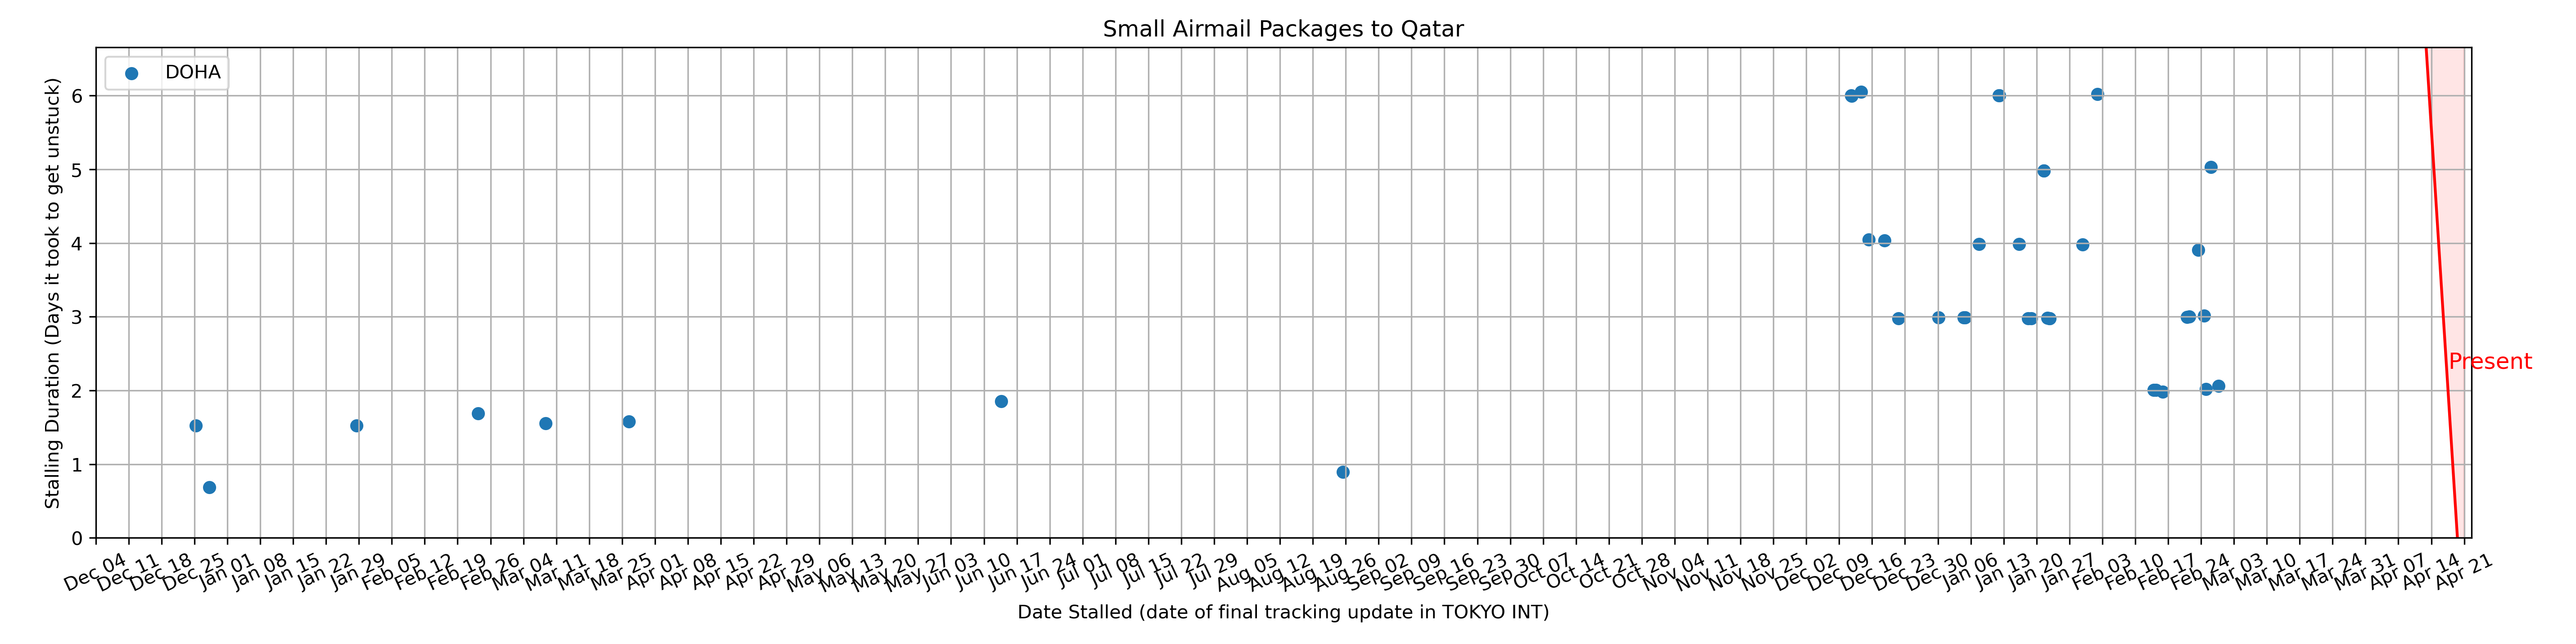 Small Airmail Packages to Qatar
DOHA
Stalling Duration (Days it took to get unstuck)
6
5
4
3
2
1
0
Present
Dec 04 Dec 11 Dec 18 Dec 25 Jan 01 Jan 08 Jan 15 Jan 22 Jan 29 Feb 05 Feb 12 Feb 19 Feb 26 Mar 04 Mar 11 Mar 18 Mar 25 Apr 01 Apr 08 Apr 15 Apr 22 Apr 29 May 06 May 13 May 20 May 27 Jun 03 Jun 10 Jun 17 Jun 24 Jul 01 Jul 08 Jul 15 Jul 22 Jul 29 Aug 05 Aug 12 Aug 19 Aug 26 Sep 02 Sep 09 Sep 16 Sep 23 Sep 30 Oct 07 Oct 14 Oct 21 Oct 28 Nov 04 Nov 11 Nov 18 Nov 25 Dec 02 Dec 09 Dec 16 Dec 23 Dec 30 Jan 06 Jan 13 Jan 20 Jan 27 Feb 03 Feb 10 Feb 17 Feb 24 Mar 03 Mar 10 Mar 17 Mar 24 Mar 31 Apr 07 Apr 14 Apr 21
Date Stalled (date of final tracking update in TOKYO INT)